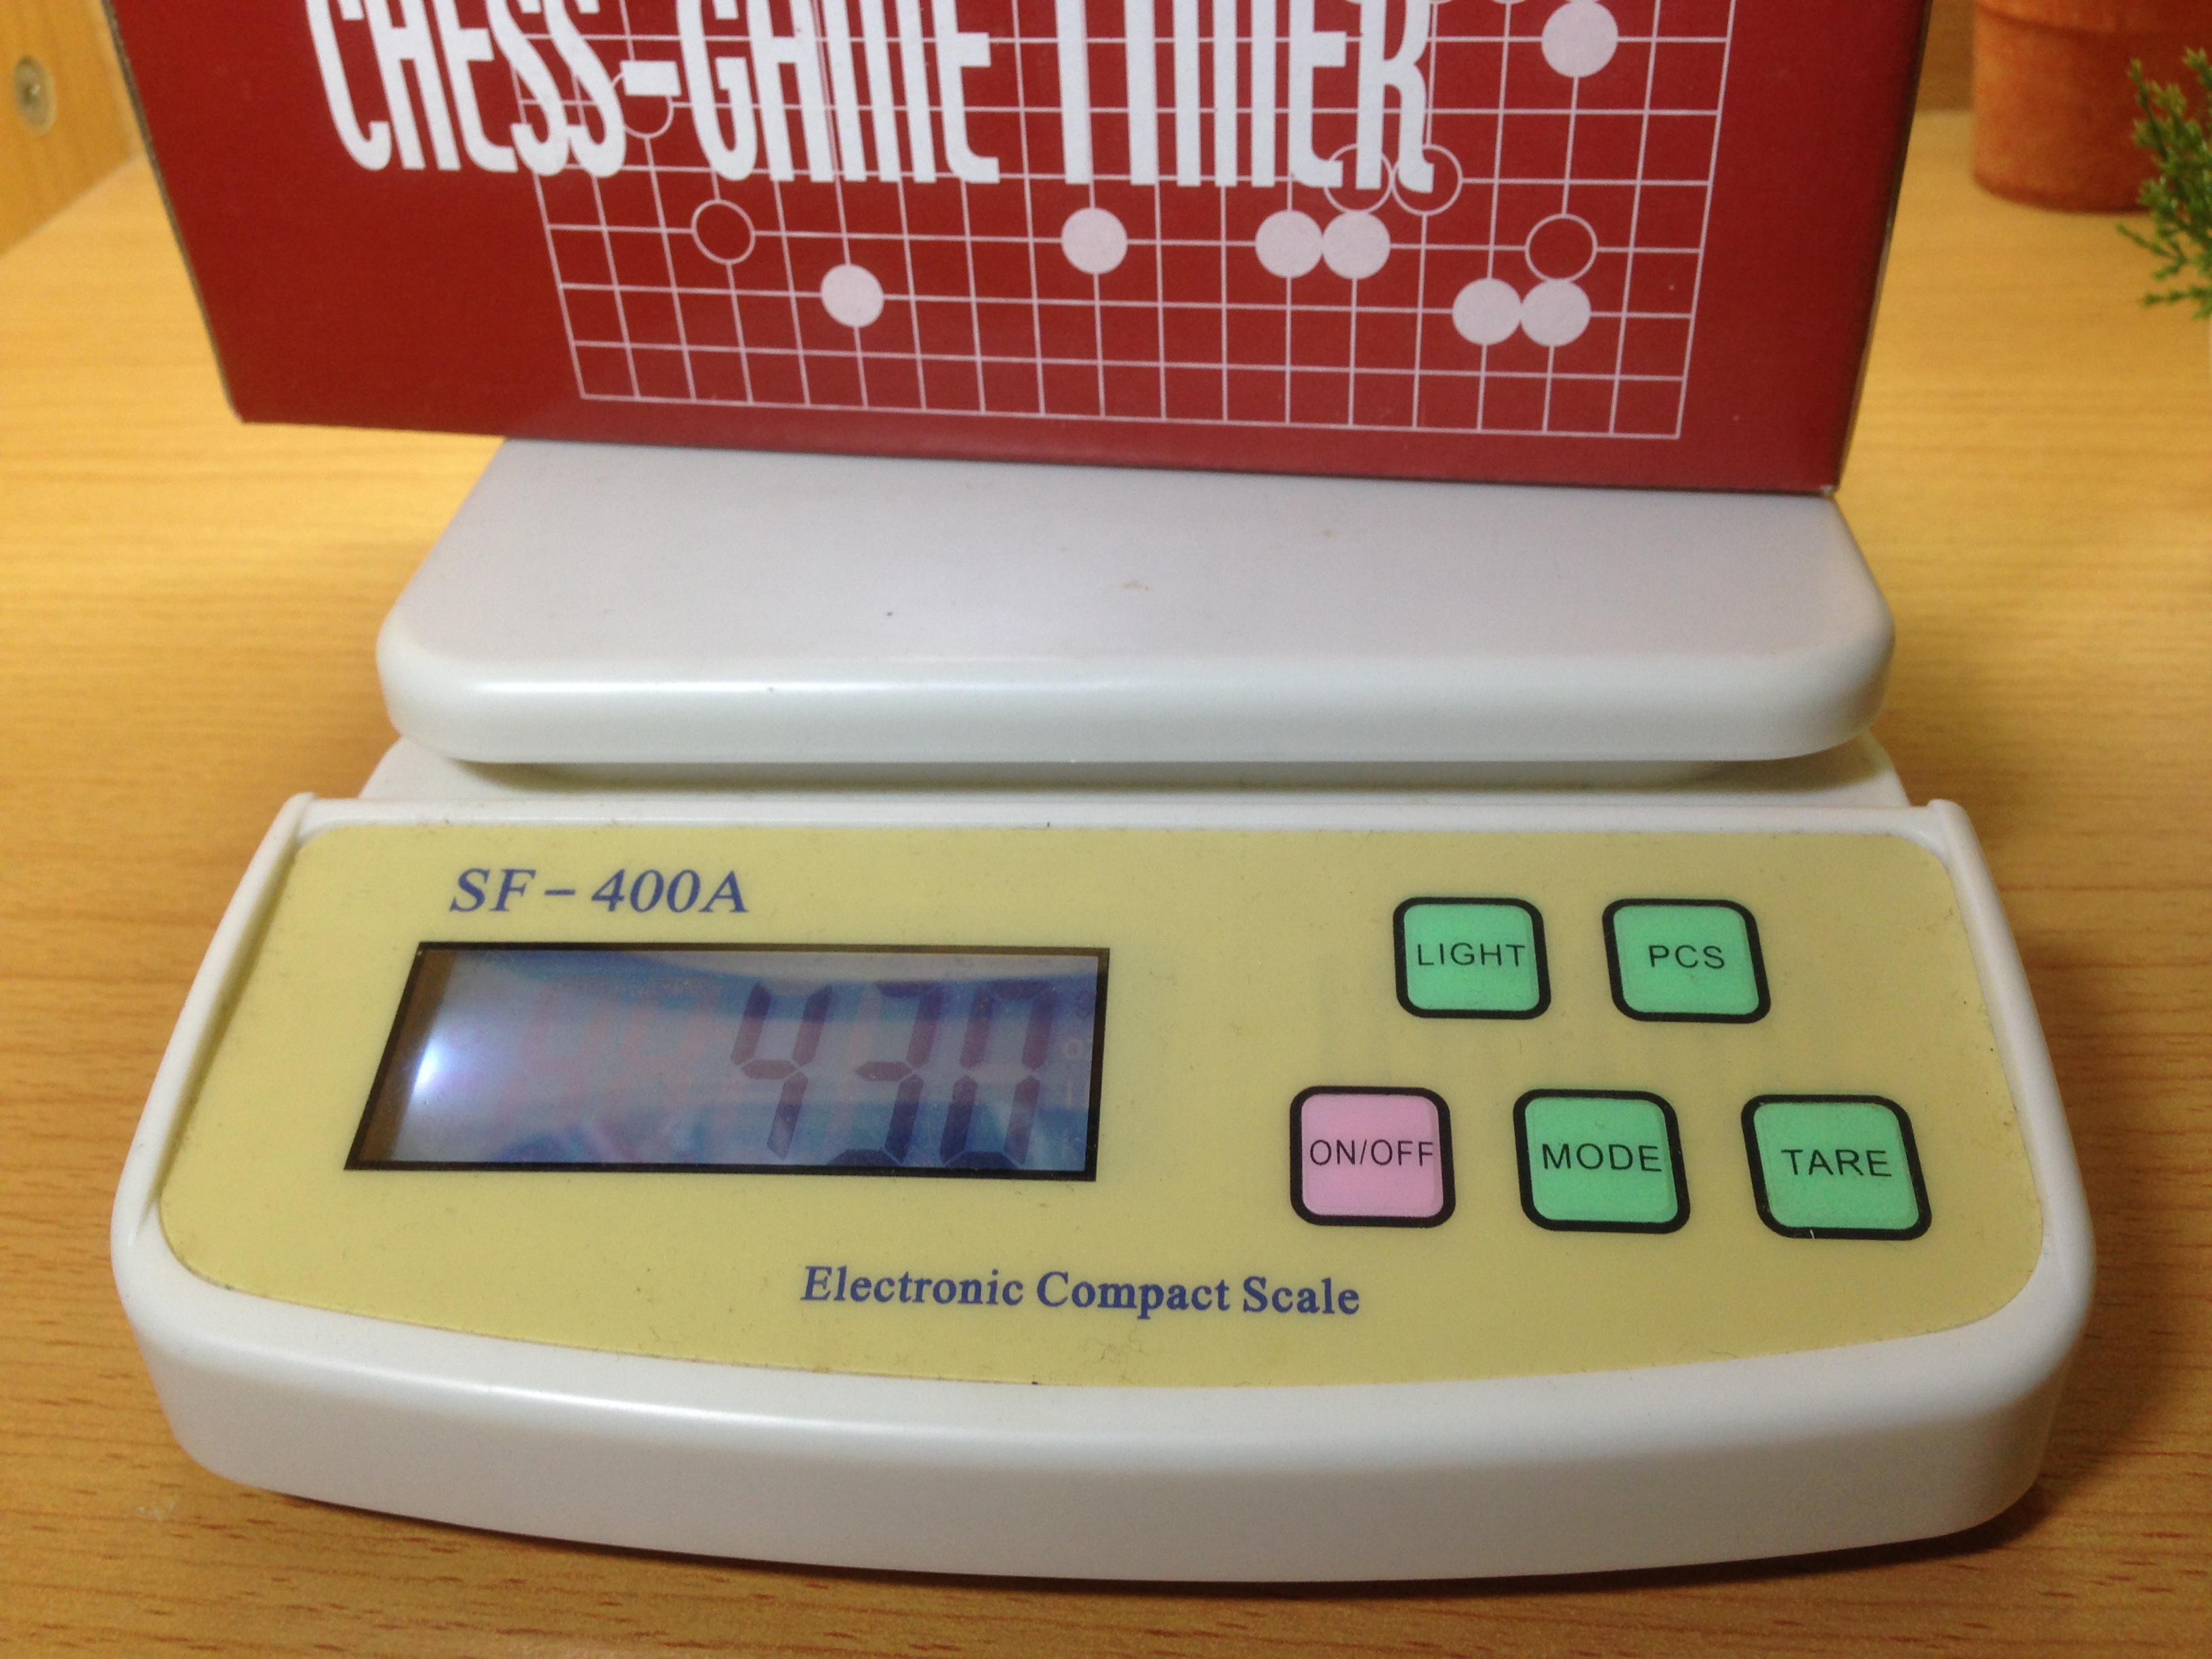 CHESS-GAME TIMER
SF-400A
430
g
LIGHT
PCS
ON/OFF
MODE
TARE
Electronic Compact Scale